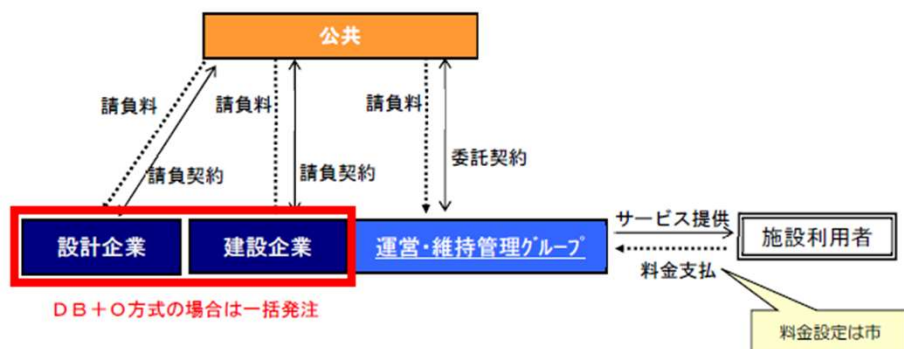 公共
請負料
請負料
請負料
請負契約
請負契約
委託契約
設計企業
建設企業
運営・維持管理グループ
サービス提供
料金支払
施設利用者
DB+O方式の場合は一括発注
料金設定は市